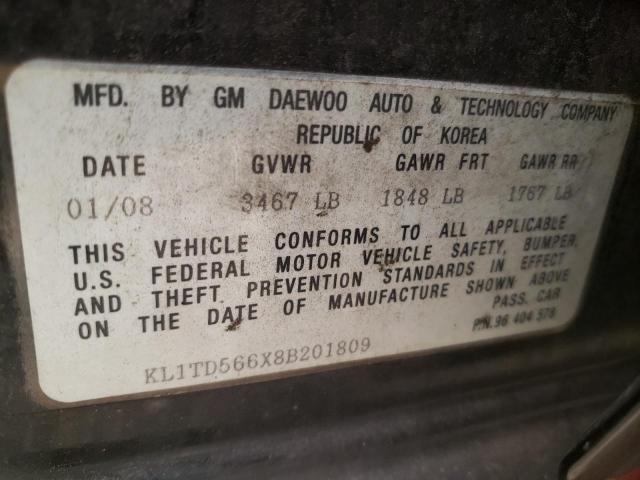 MFD. BY GM DAEWOO AUTO & TECHNOLOGY COMPANY
REPUBLIC OF KOREA
DATE GVWR GAWR FRT GAWR RR
01/08 3467 LB 1848 LB 1767 LB
THIS VEHICLE CONFORMS TO ALL APPLICABLE
U.S. FEDERAL MOTOR VEHICLE SAFETY, BUMPER,
AND THEFT PREVENTION STANDARDS IN EFFECT
ON THE DATE OF MANUFACTURE SHOWN ABOVE
PASS. CAR
P/N.96 404 578
KL1TD566X8B201809